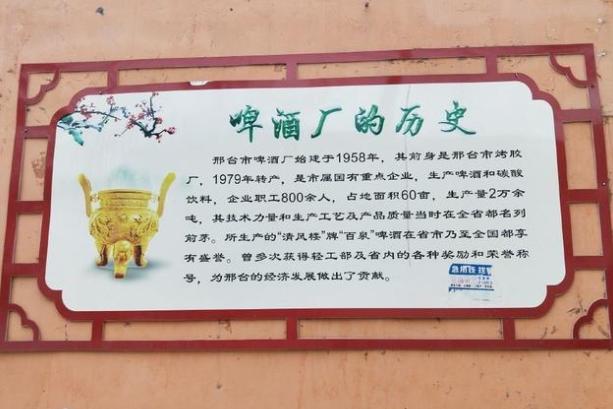 啤酒厂的历史
邢台市啤酒厂始建于1958年，其前身是邢台市烤胶
厂，1979年转产，是市属国有重点企业，生产啤酒和碳酸
饮料，企业职工800余人，占地面积60亩，生产量2万余
吨，其技术力量和生产工艺及产品质量当时在全省都名列
前茅。所生产的“清风楼”牌“百泉”啤酒在省市乃至全国都享
有盛誉。曾多次获得轻工部及省内的各种奖励和荣誉称
号，为邢台的经济发展做出了贡献。